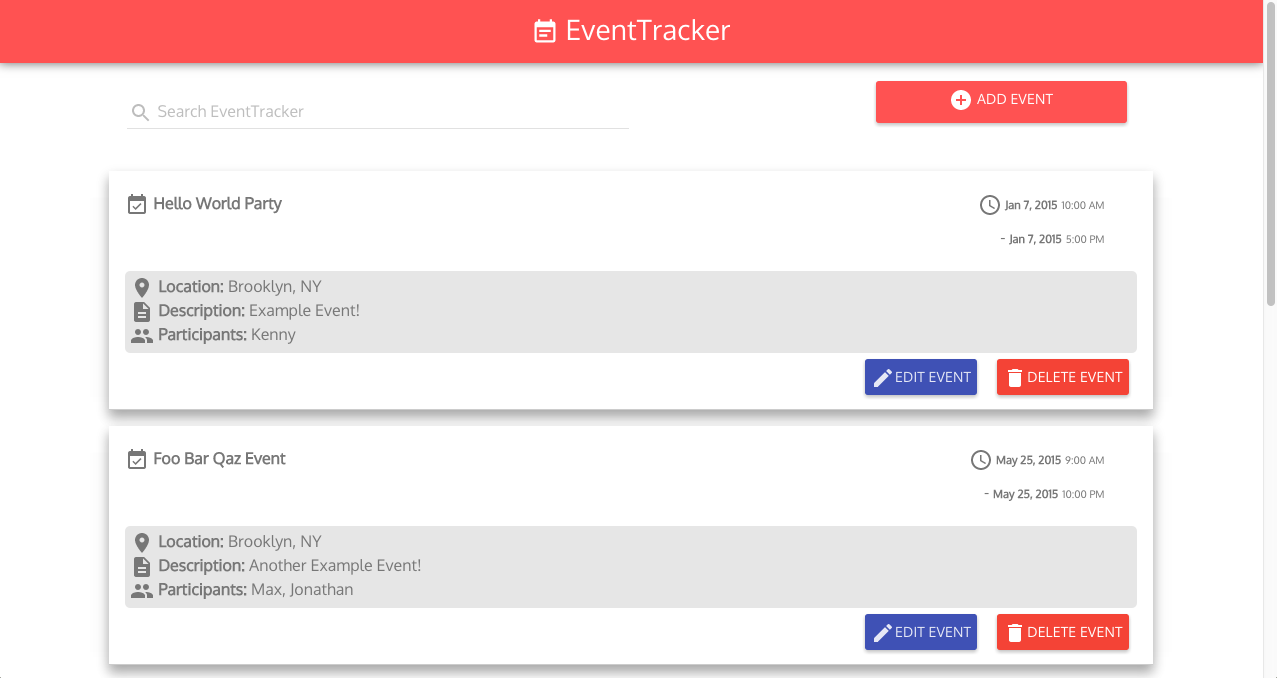 EventTracker
Search EventTracker
ADD EVENT
Hello World Party
Jan 7, 2015 10:00 AM
- Jan 7, 2015 5:00 PM
Location: Brooklyn, NY
Description: Example Event!
Participants: Kenny
EDIT EVENT
DELETE EVENT
Foo Bar Qaz Event
May 25, 2015 9:00 AM
- May 25, 2015 10:00 PM
Location: Brooklyn, NY
Description: Another Example Event!
Participants: Max, Jonathan
EDIT EVENT
DELETE EVENT